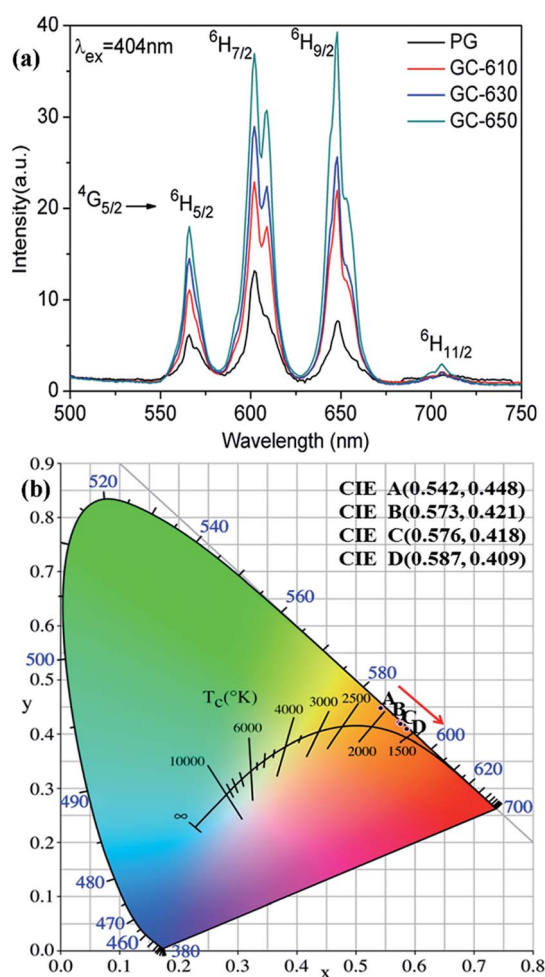 (a)
λex=404nm
6H7/2
6H9/2
PG
GC-610
GC-630
GC-650
4G5/2
6H5/2
6H11/2
Intensity(a.u.)
40
30
20
10
0
500 550 600 650 700 750
Wavelength (nm)
(b)
CIE A(0.542, 0.448)
CIE B(0.573, 0.421)
CIE C(0.576, 0.418)
CIE D(0.587, 0.409)
0.9
0.8
0.7
0.6
0.5
0.4
0.3
0.2
0.1
0.0
y
520
540
560
500
580
Tc(°K)
A
B
C
D
2500
3000
4000
6000
10000
2000
1500
600
620
700
∞
490
480
470
460
380
0.0 0.1 0.2 0.3 0.4 0.5 0.6 0.7 0.8
x